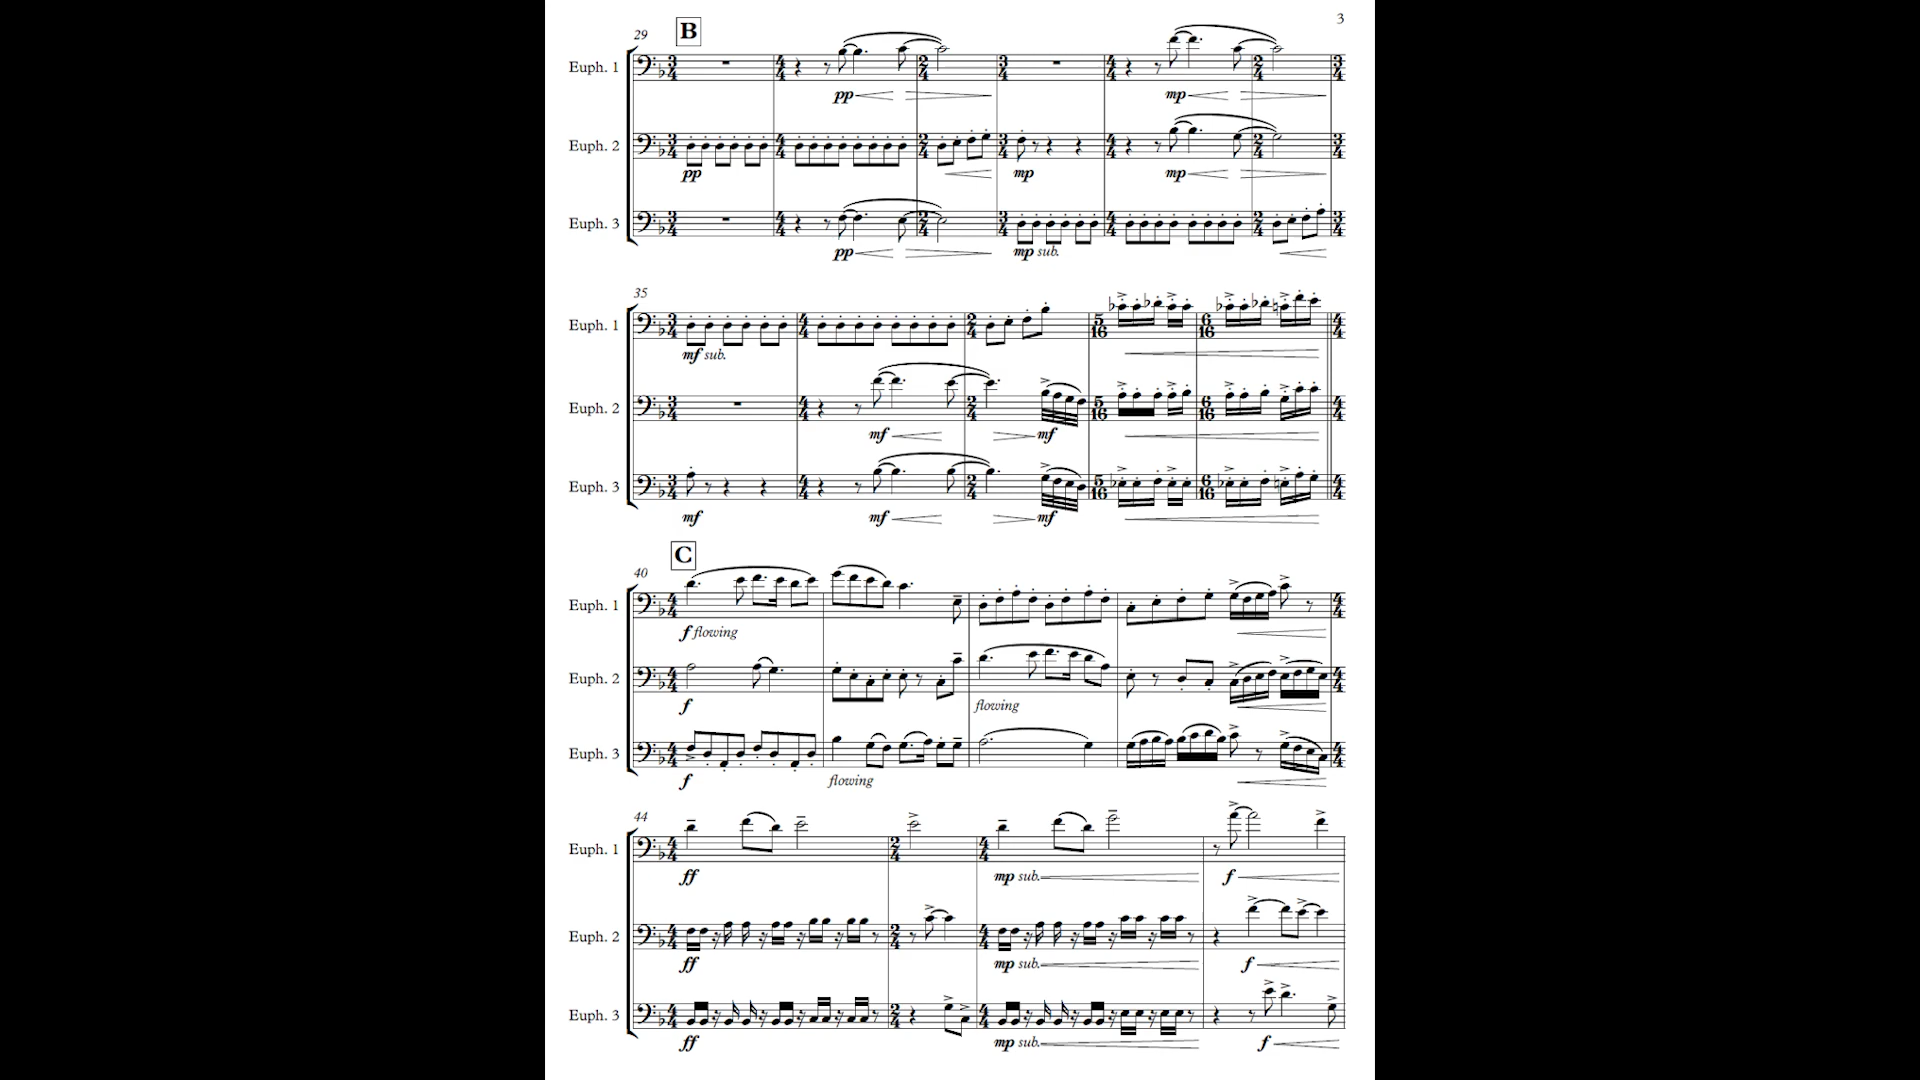 3
29 B
Euph. 1
pp mp
Euph. 2
pp mp mp
Euph. 3
pp mp sub.
35
Euph. 1
mf sub.
Euph. 2
mf mf
Euph. 3
mf mf mf
C
40
Euph. 1
f flowing
Euph. 2
f flowing
Euph. 3
f flowing
44
Euph. 1
ff mp sub. f
Euph. 2
ff mp sub. f
Euph. 3
ff mp sub. f